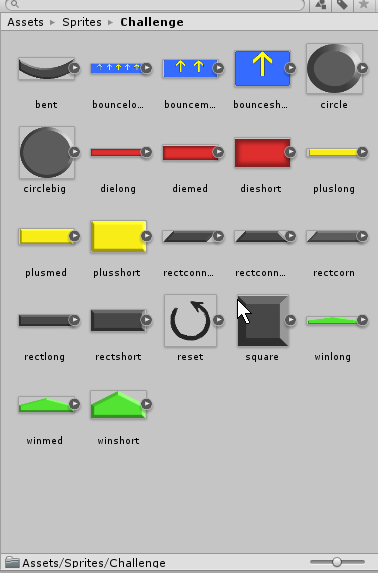 Assets ▸ Sprites ▸ Challenge
bent bouncelo... bouncem... bouncesh... circle
circlebig dielong diemed dieshort pluslong
plusmed plusshort rectconn... rectconn... rectcorn
rectlong rectshort reset square winlong
winmed winshort
Assets/Sprites/Challenge